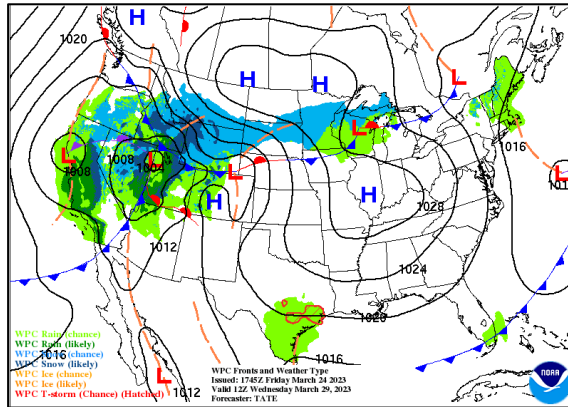 1020
H
H
H
L
L
L
1016
L
1008
1008
1004
L
L
L
101
H
H
1028
1012
1024
1020
WPC Rain (chance)
WPC Rain (likely)
WPC Snow (chance)
WPC Snow (likely)
WPC Ice (chance)
WPC Ice (likely)
WPC T-storm (Chance) (Hatched)
1016
1016
L
1012
WPC Fronts and Weather Type
Issued: 1745Z Friday March 24 2023
Valid 12Z Wednesday March 29, 2023
Forecaster: TATE
NOAA